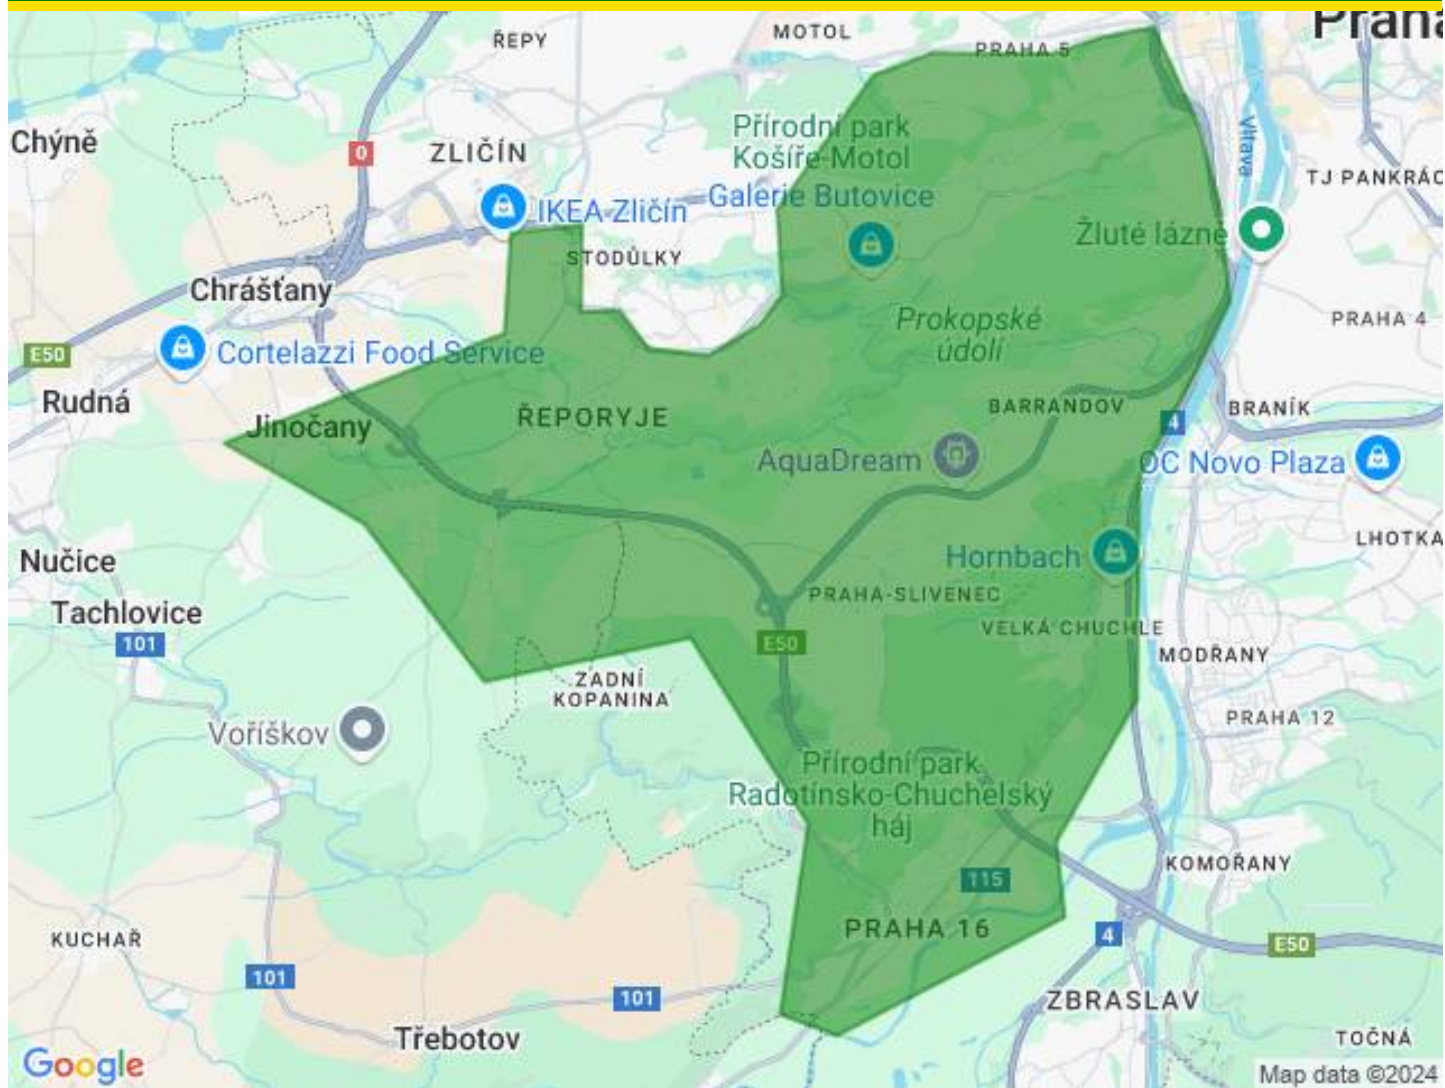 Praha
ŘEPY
MOTOL
PRAHA 5
Chýně
0
ZLIČÍN
Přírodní park
Košíře-Motol
Vltava
TJ PANKRÁC
IKEA Zličín
Galerie Butovice
Žluté lázně
STODŮLKY
Chrášťany
E50
Cortelazzi Food Service
Prokopské
údolí
PRAHA 4
Rudná
Jinočany
ŘEPORYJE
BARRANDOV
4
BRANÍK
AquaDream
OC Novo Plaza
Nučice
Hornbach
LHOTKA
Tachlovice
101
PRAHA-SLIVENEC
E50
VELKÁ CHUCHLE
MODŘANY
ZADNÍ
KOPANINA
Voříškov
PRAHA 12
Přírodní park
Radotínsko-Chuchelský
háj
115
KOMOŘANY
KUCHAŘ
PRAHA 16
4
E50
101
101
ZBRASLAV
Třebotov
TOČNÁ
Google
Map data ©2024